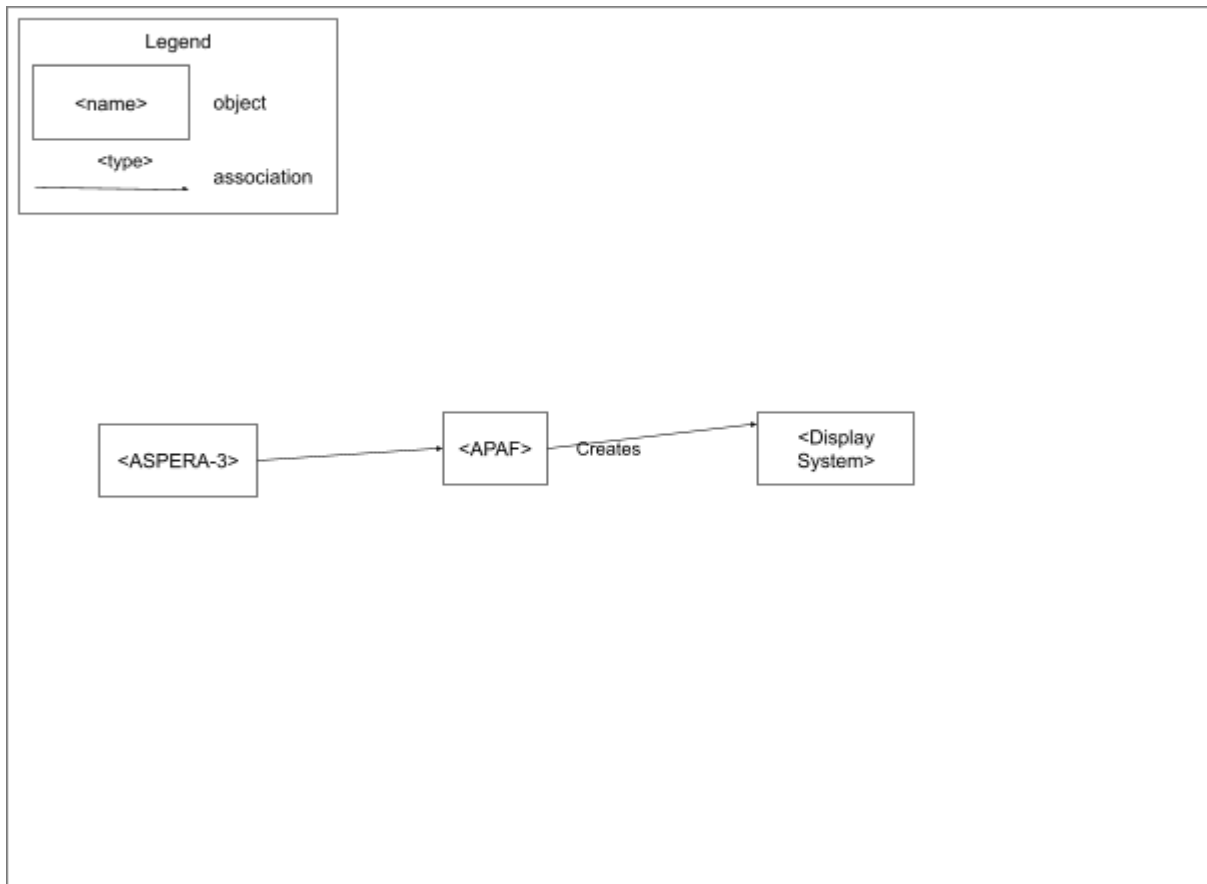 Legend
<name>
object
<type>
association
<ASPERA-3>
<APAF>
Creates
<Display
System>